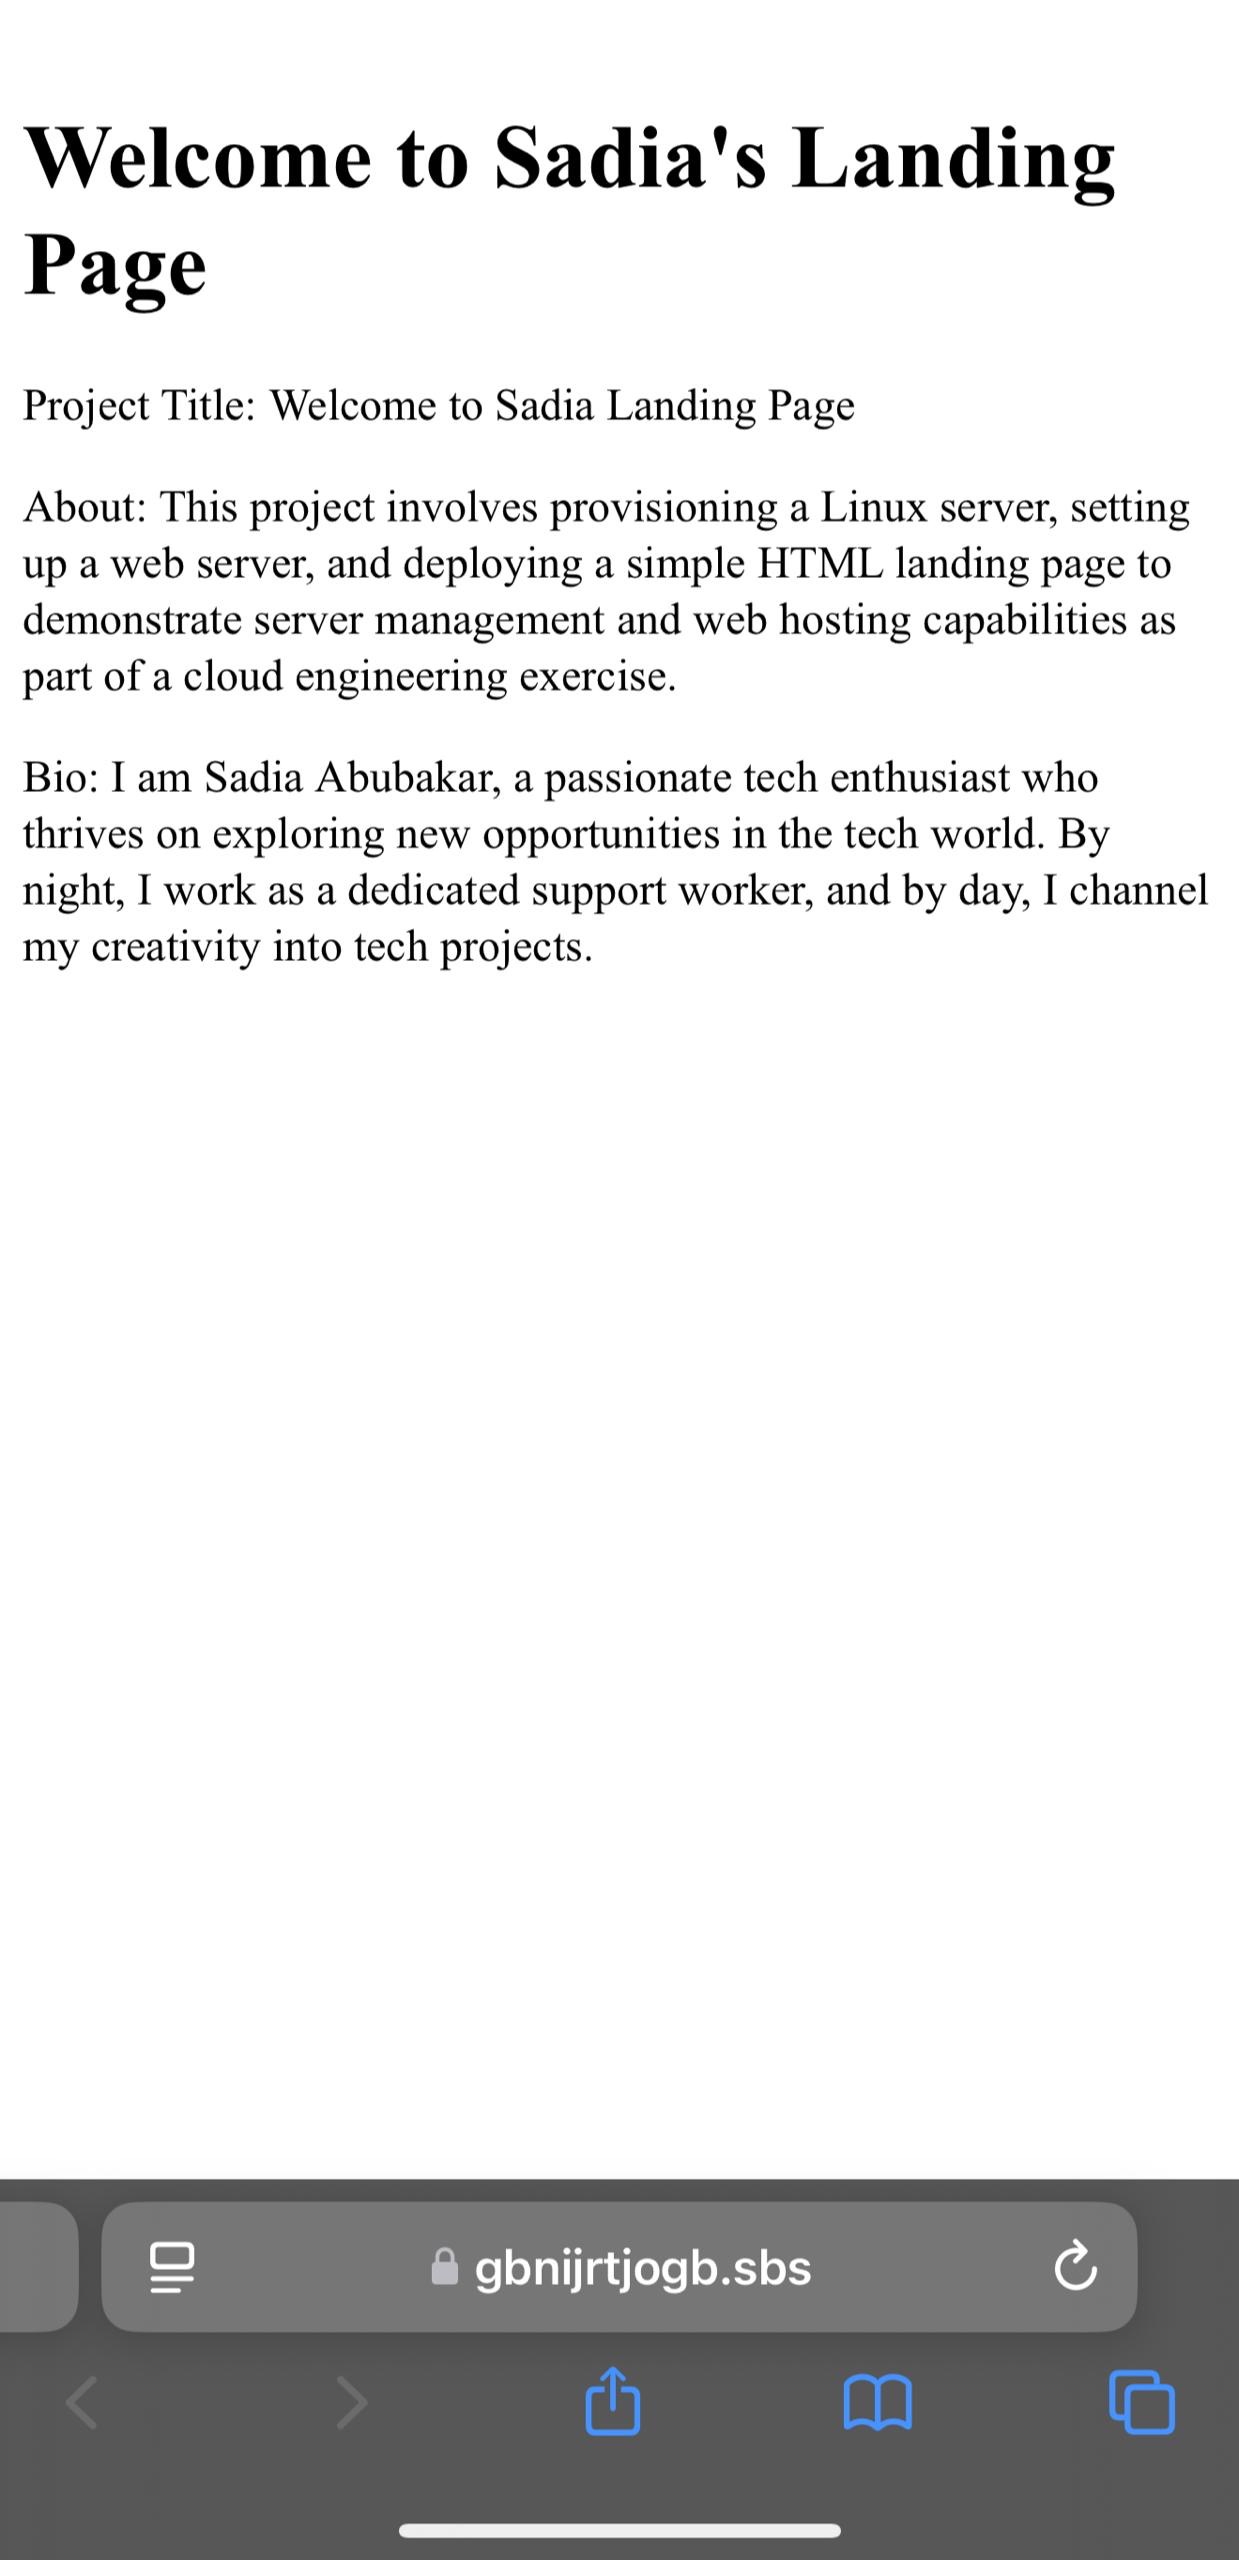 Welcome to Sadia's Landing
Page
Project Title: Welcome to Sadia Landing Page
About: This project involves provisioning a Linux server, setting
up a web server, and deploying a simple HTML landing page to
demonstrate server management and web hosting capabilities as
part of a cloud engineering exercise.
Bio: I am Sadia Abubakar, a passionate tech enthusiast who
thrives on exploring new opportunities in the tech world. By
night, I work as a dedicated support worker, and by day, I channel
my creativity into tech projects.
gbnijrtjogb.sbs